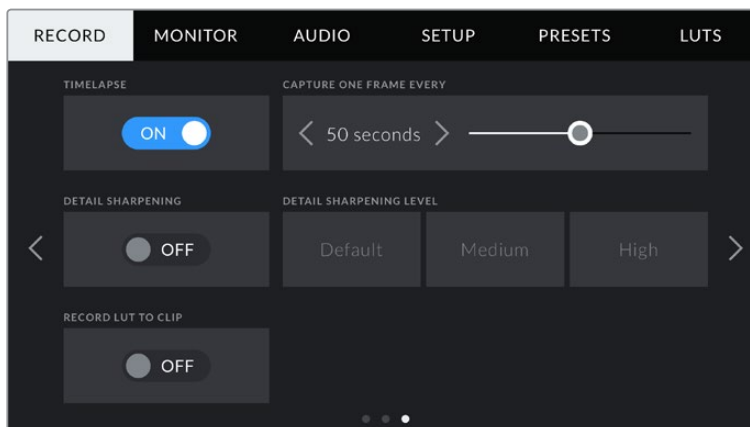 RECORD MONITOR AUDIO SETUP PRESETS LUTS
TIMELAPSE CAPTURE ONE FRAME EVERY
ON 50 seconds
DETAIL SHARPENING DETAIL SHARPENING LEVEL
OFF Default Medium High
RECORD LUT TO CLIP
OFF